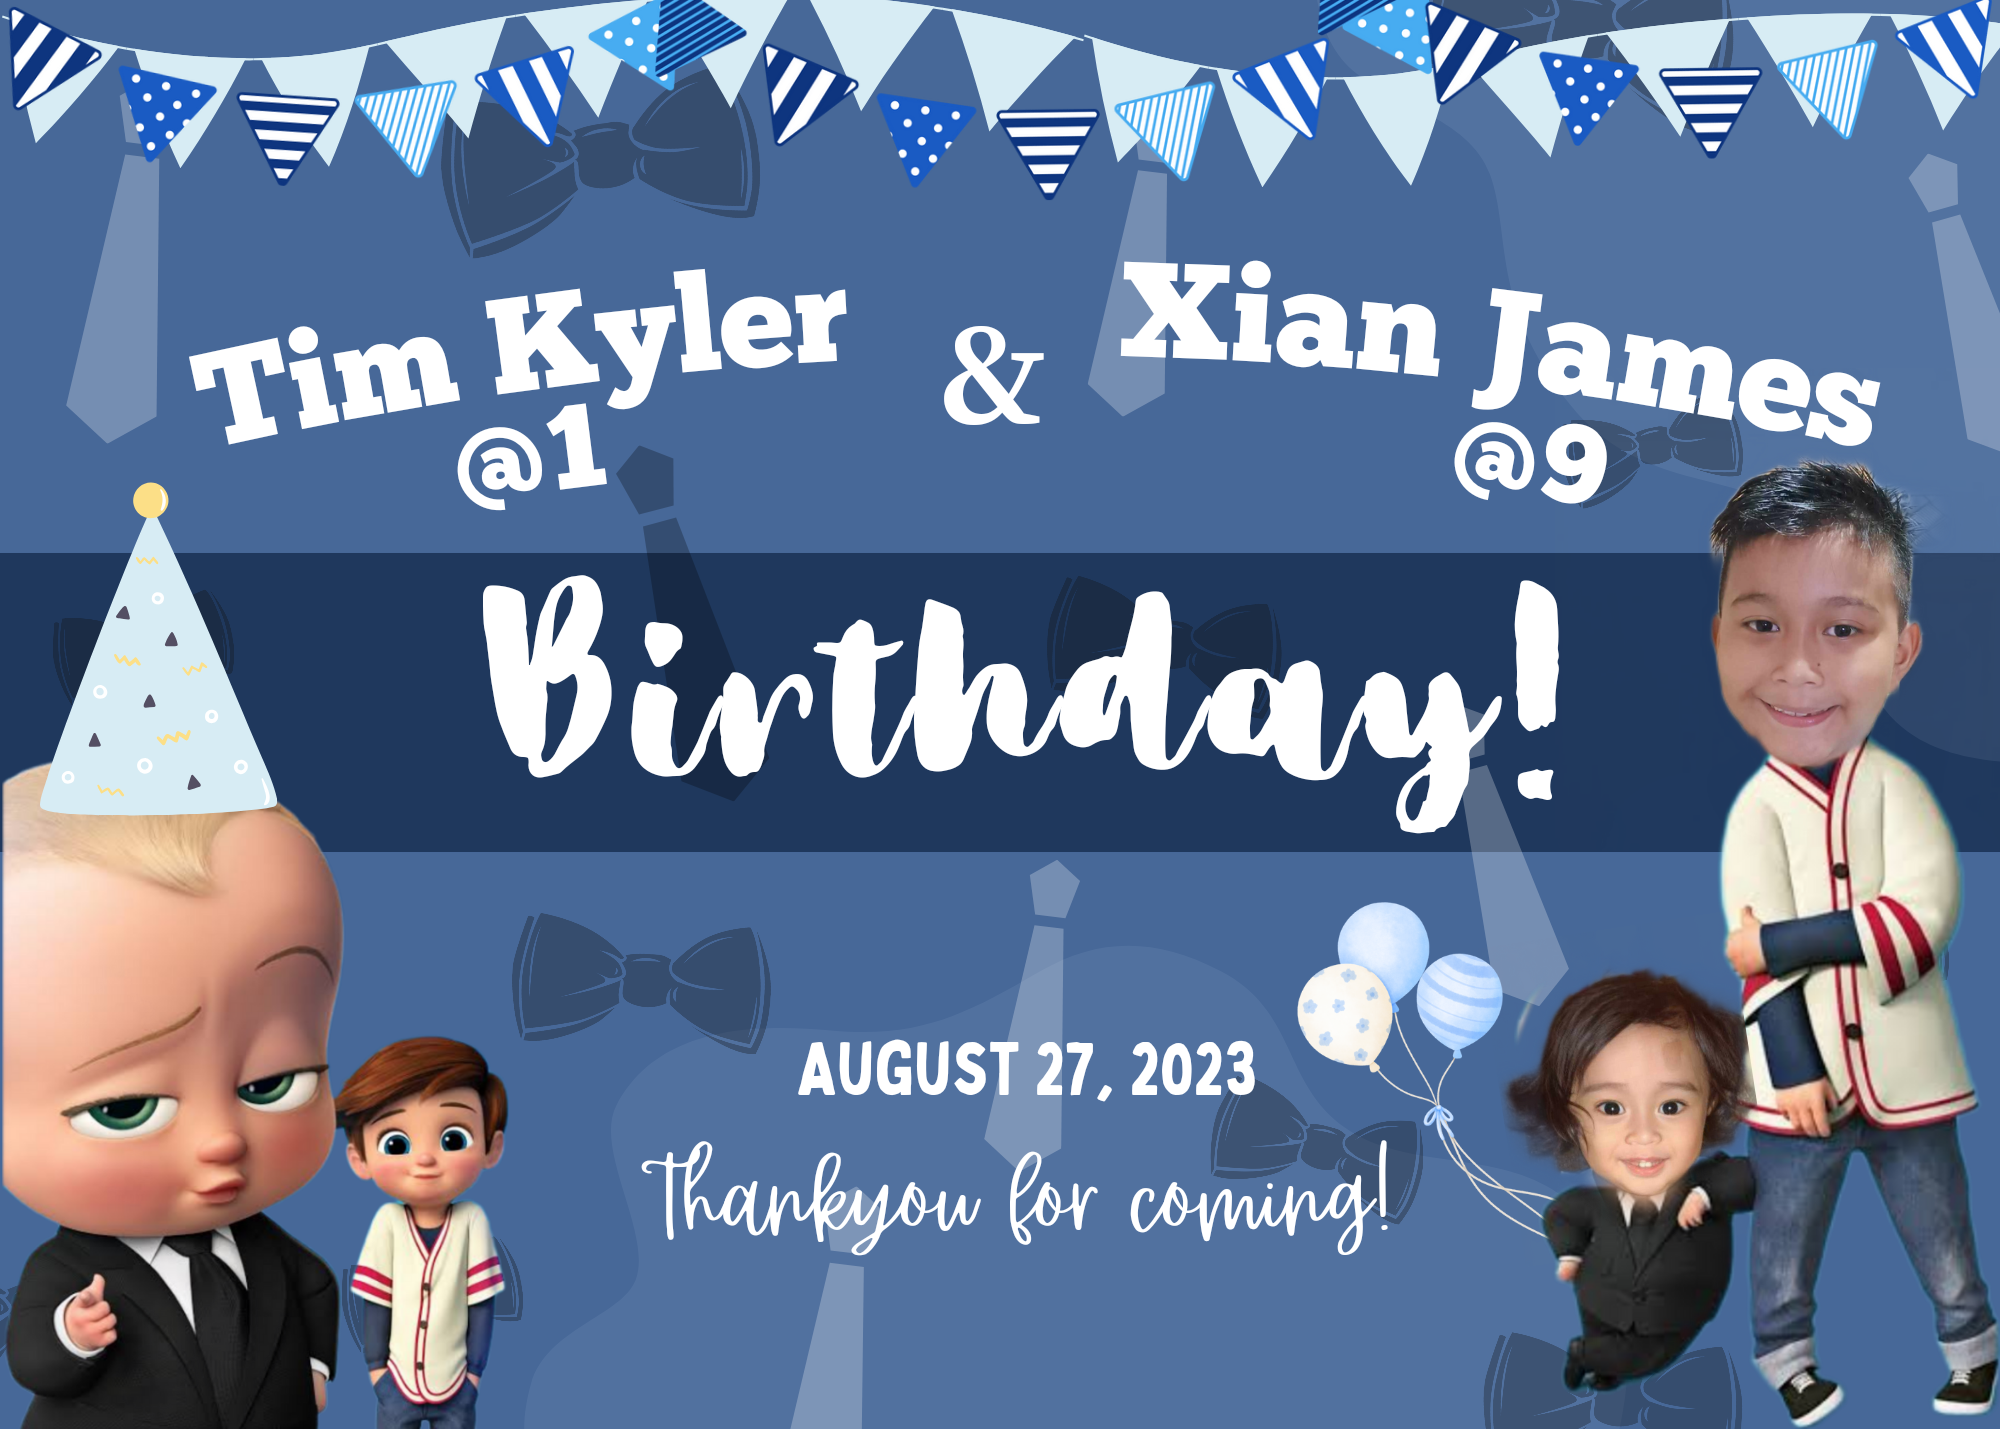 Tim Kyler & Xian James
@1 @9
Birthday!
AUGUST 27, 2023
Thankyou for coming!